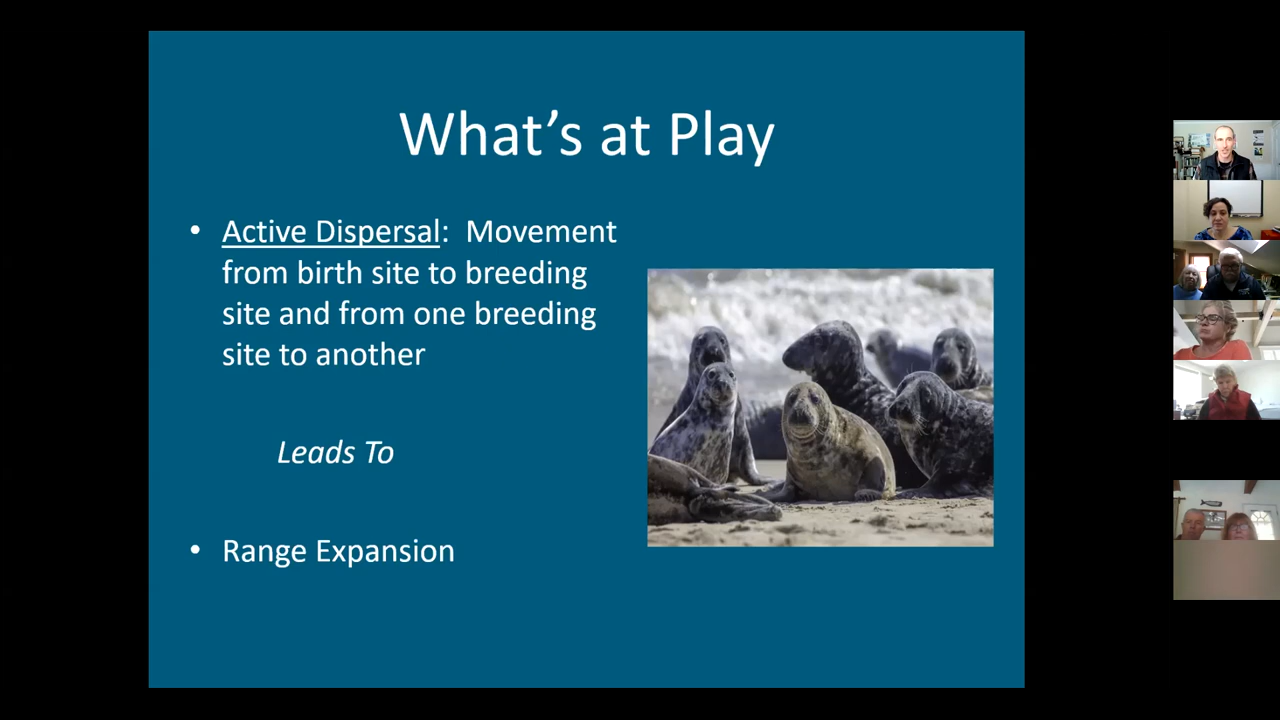 What’s at Play
• Active Dispersal:  Movement
from birth site to breeding
site and from one breeding
site to another
Leads To
• Range Expansion